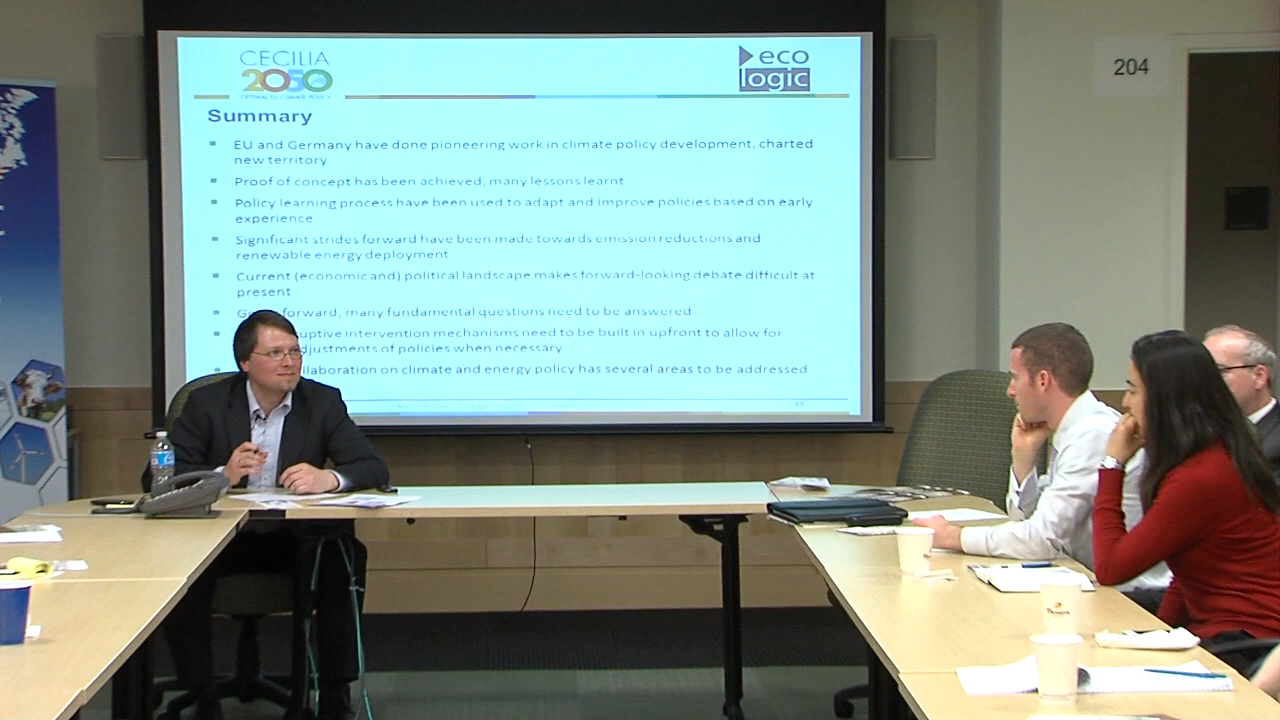 CECILIA
2050
OPTIMAL EU CLIMATE POLICY
eco
logic
204
Summary
EU and Germany have done pioneering work in climate policy development, charted
new territory
Proof of concept has been achieved, many lessons learnt
Policy learning process have been used to adapt and improve policies based on early
experience
Significant strides forward have been made towards emission reductions and
renewable energy deployment
Current (economic and) political landscape makes forward-looking debate difficult at
present
forward, many fundamental questions need to be answered
intervention mechanisms need to be built in upfront to allow for
of policies when necessary
on climate and energy policy has several areas to be addressed